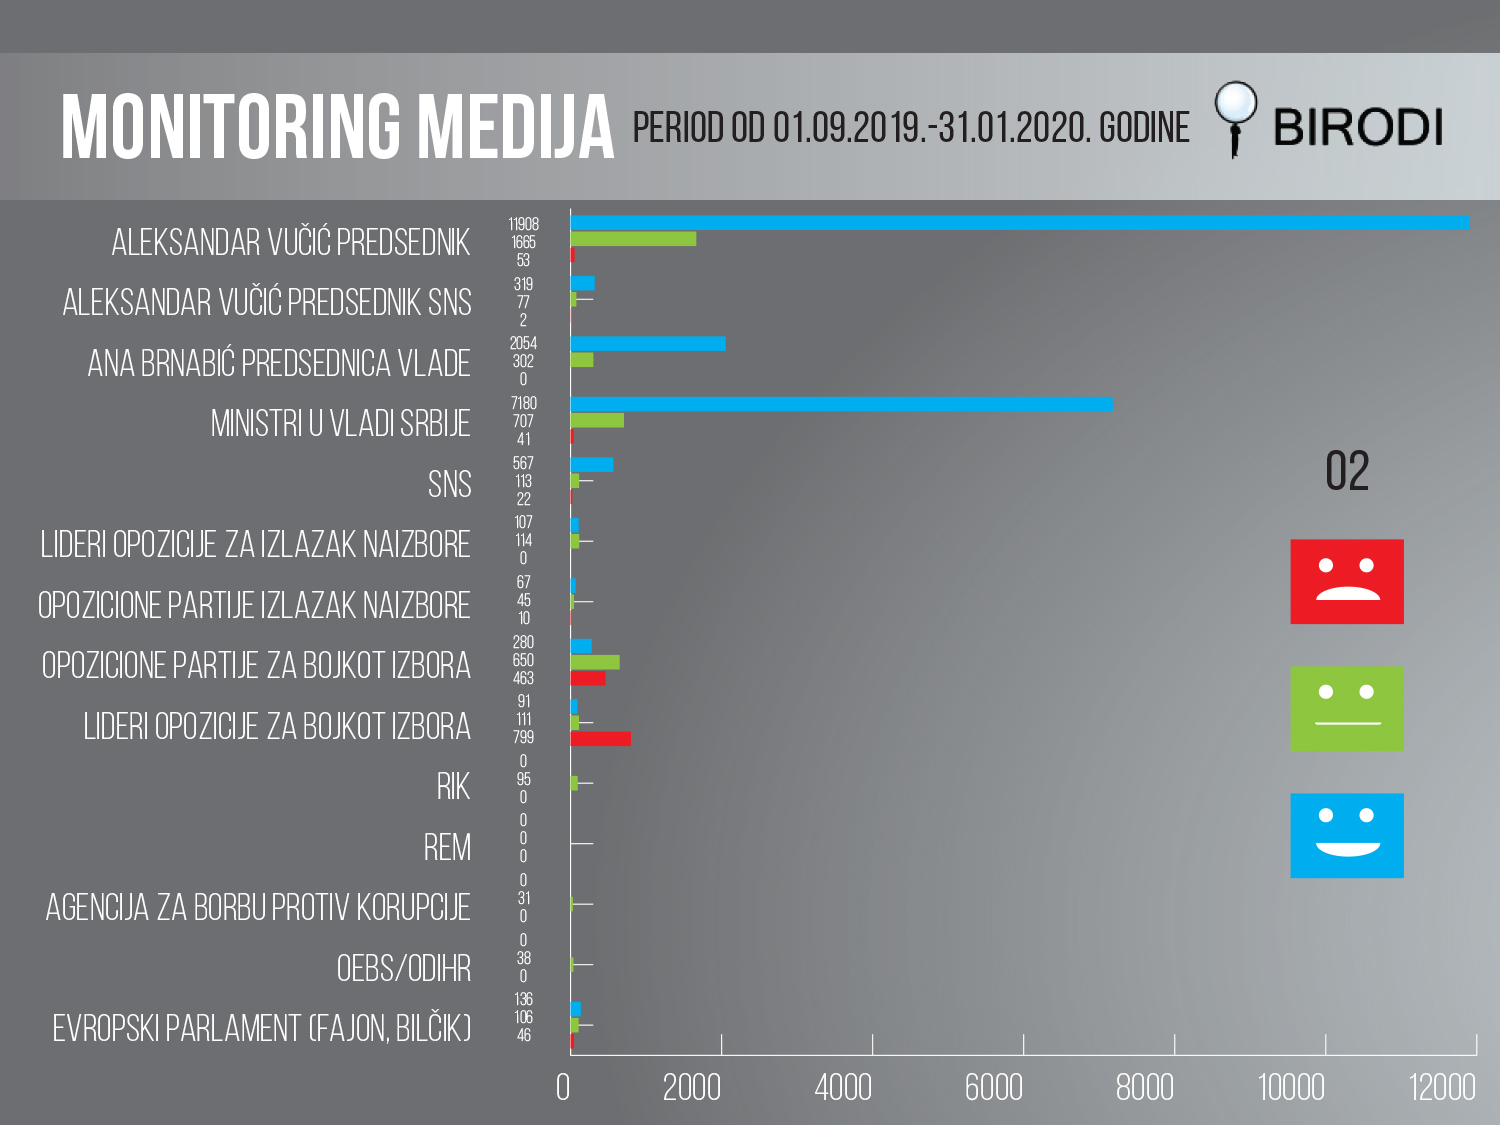 MONITORING MEDIJA PERIOD OD 01.09.2019.-31.01.2020. GODINE BIRODI
ALEKSANDAR VUČIĆ PREDSEDNIK
11908
1665
53
ALEKSANDAR VUČIĆ PREDSEDNIK SNS
319
77
2
ANA BRNABIĆ PREDSEDNICA VLADE
2054
302
0
MINISTRI U VLADI SRBIJE
7180
707
41
SNS
567
113
22
LIDERI OPOZICIJE ZA IZLAZAK NAIZBORE
107
114
0
OPOZICIONE PARTIJE IZLAZAK NAIZBORE
67
45
10
OPOZICIONE PARTIJE ZA BOJKOT IZBORA
280
650
463
LIDERI OPOZICIJE ZA BOJKOT IZBORA
91
111
799
RIK
0
95
0
REM
0
0
0
AGENCIJA ZA BORBU PROTIV KORUPCIJE
0
31
0
OEBS/ODIHR
0
38
0
EVROPSKI PARLAMENT (FAJON, BILČIK)
136
106
46
02
0 2000 4000 6000 8000 10000 12000